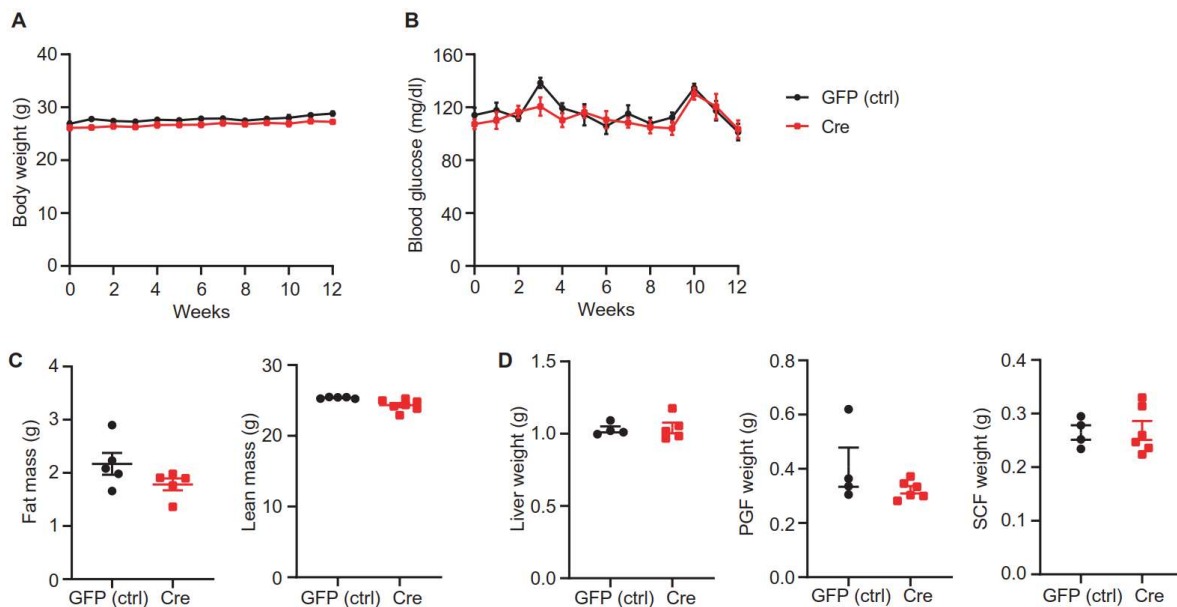 A
Body weight (g)
40
30
20
10
0
0 2 4 6 8 10 12
Weeks
B
Blood glucose (mg/dl)
160
120
80
40
0
0 2 4 6 8 10 12
Weeks
GFP (ctrl)
Cre
C
Fat mass (g)
4
3
2
1
0
GFP (ctrl) Cre
Lean mass (g)
30
20
10
0
GFP (ctrl) Cre
D
Liver weight (g)
1.5
1.0
0.5
0.0
GFP (ctrl) Cre
PGF weight (g)
0.8
0.6
0.4
0.2
0.0
GFP (ctrl) Cre
SCF weight (g)
0.4
0.3
0.2
0.1
0.0
GFP (ctrl) Cre